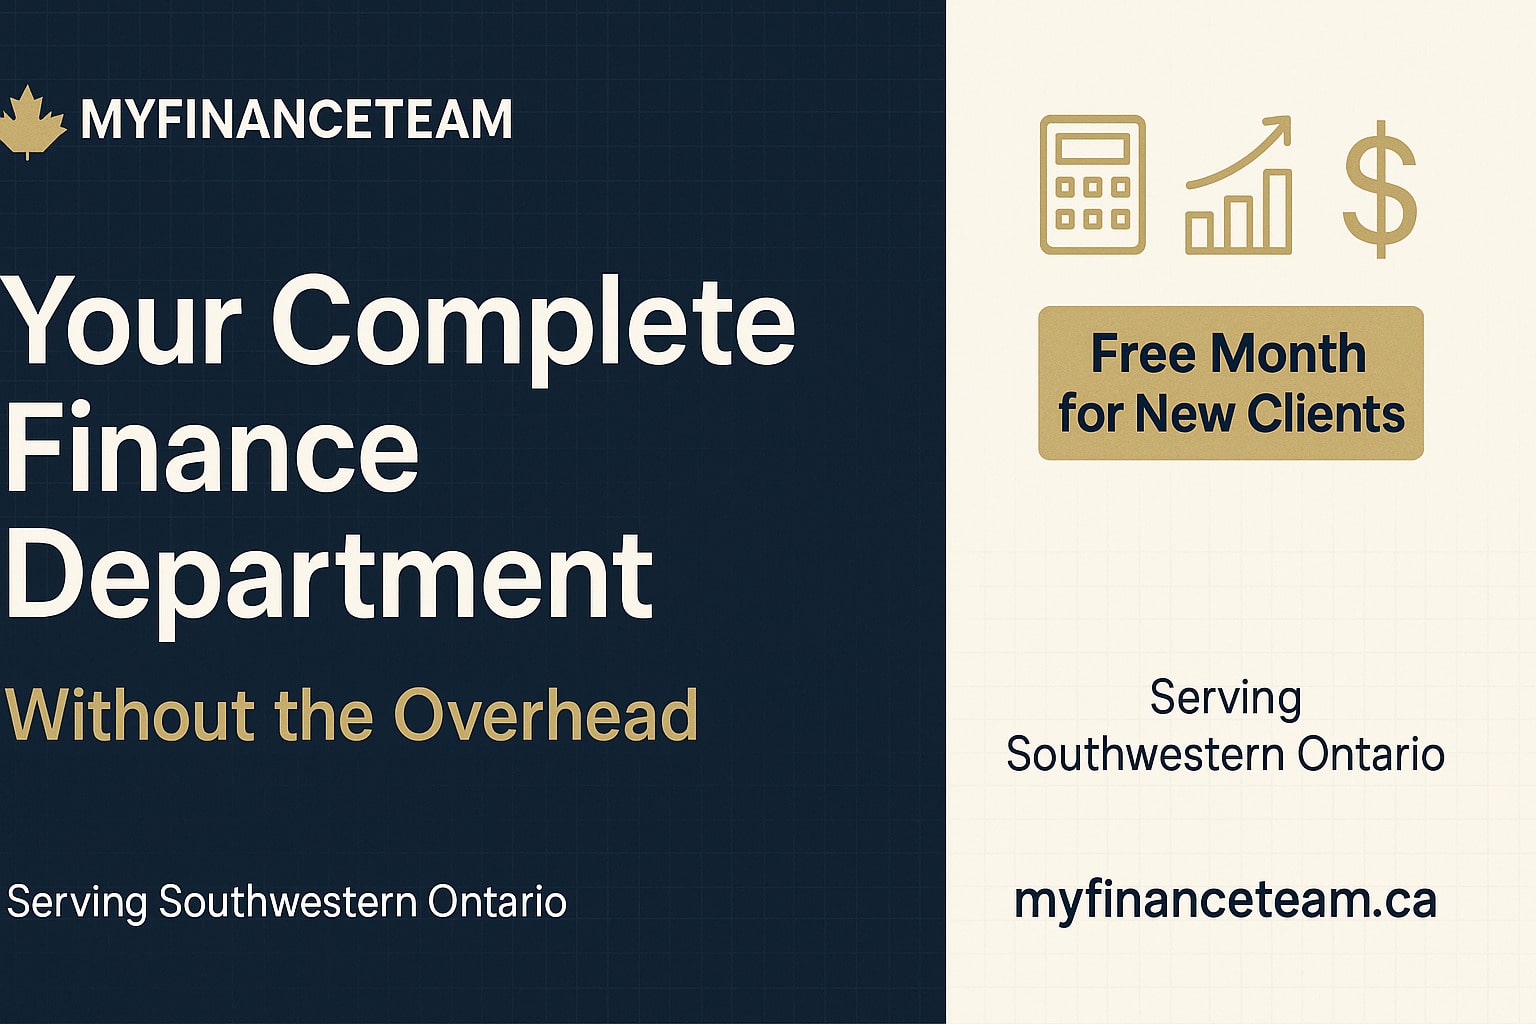 MYFINANCETEAM
Your Complete
Finance
Department
Without the Overhead
Serving Southwestern Ontario
$
Free Month
for New Clients
Serving
Southwestern Ontario
myfinanceteam.ca